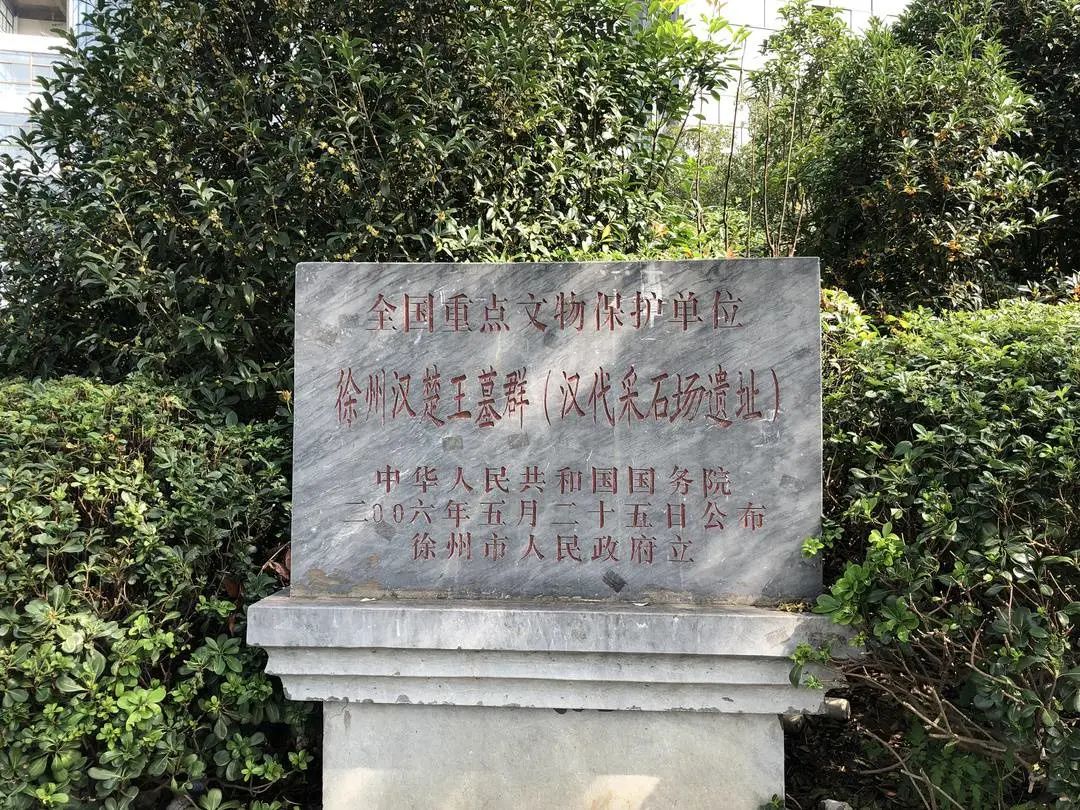 全国重点文物保护单位
徐州汉楚王墓群（汉代采石场遗址）
中华人民共和国国务院
二00六年五月二十五日公布
徐州市人民政府立